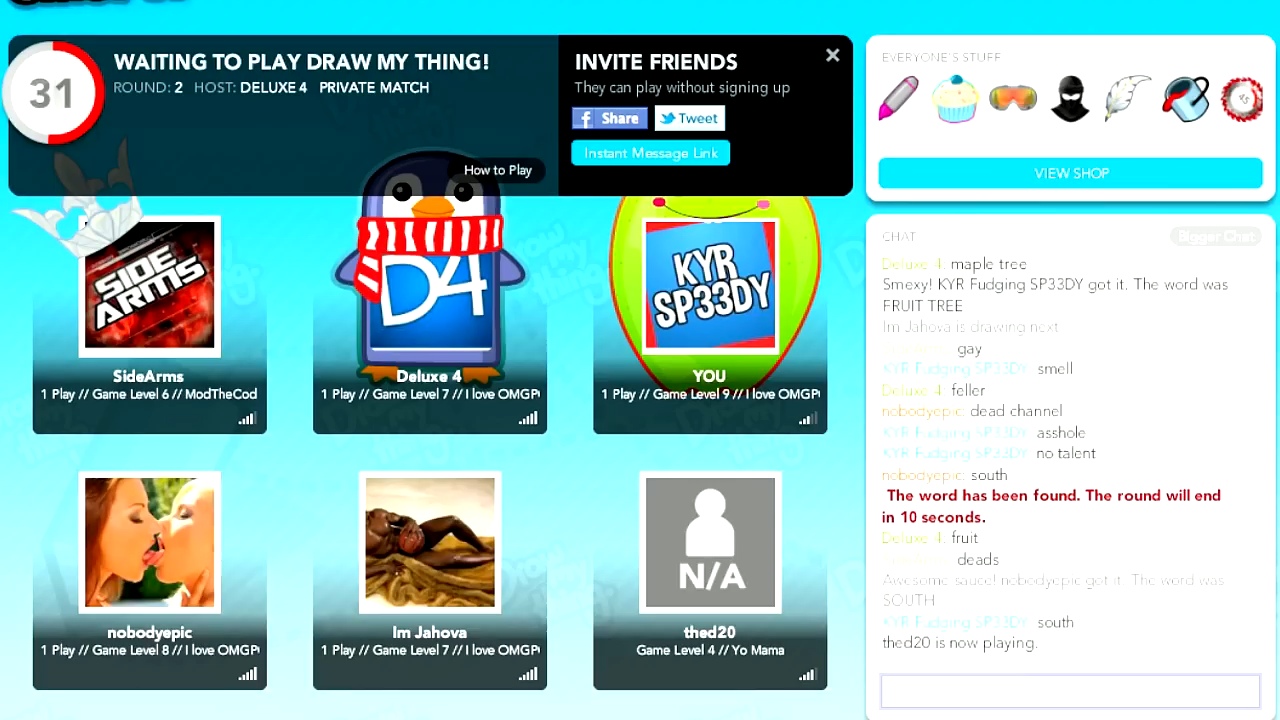 31
WAITING TO PLAY DRAW MY THING!
ROUND: 2 HOST: DELUXE 4 PRIVATE MATCH
How to Play
INVITE FRIENDS
They can play without signing up
f Share
Tweet
Instant Message Link
EVERYONE'S STUFF
45
VIEW SHOP
SIDE ARMS
SideArms
1 Play // Game Level 6 // ModTheCod
D4
Deluxe 4
1 Play // Game Level 7 // I love OMGP
KYR
SP33DY
YOU
1 Play // Game Level 9 // I love OMGP
nobodyepic
1 Play // Game Level 8 // I love OMGP
Im Jahova
1 Play // Game Level 7 // I love OMGP
N/A
thed20
Game Level 4 // Yo Mama
CHAT
Bigger Chat
Deluxe 4: maple tree
Smexy! KYR Fudging SP33DY got it. The word was
FRUIT TREE
Im Jahova is drawing next
gay
KYR Fudging SP33DY: smell
Deluxe 4: feller
nobodyepic: dead channel
KYR Fudging SP33DY: asshole
KYR Fudging SP33DY: no talent
nobodyepic: south
The word has been found. The round will end
in 10 seconds.
Deluxe 4: fruit
deads
Awesome sauce! nobodyepic got it. The word was
SOUTH
KYR Fudging SP33DY: south
thed20 is now playing.